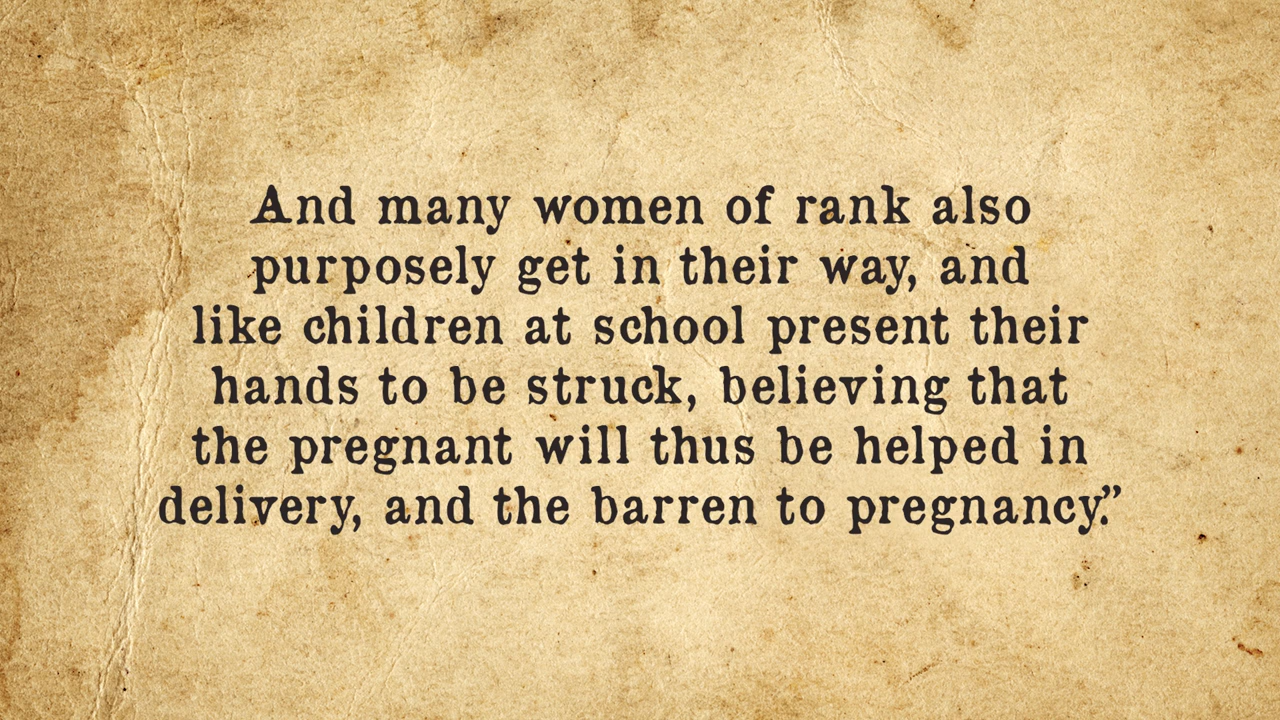 And many women of rank also
purposely get in their way, and
like children at school present their
hands to be struck, believing that
the pregnant will thus be helped in
delivery, and the barren to pregnancy.”